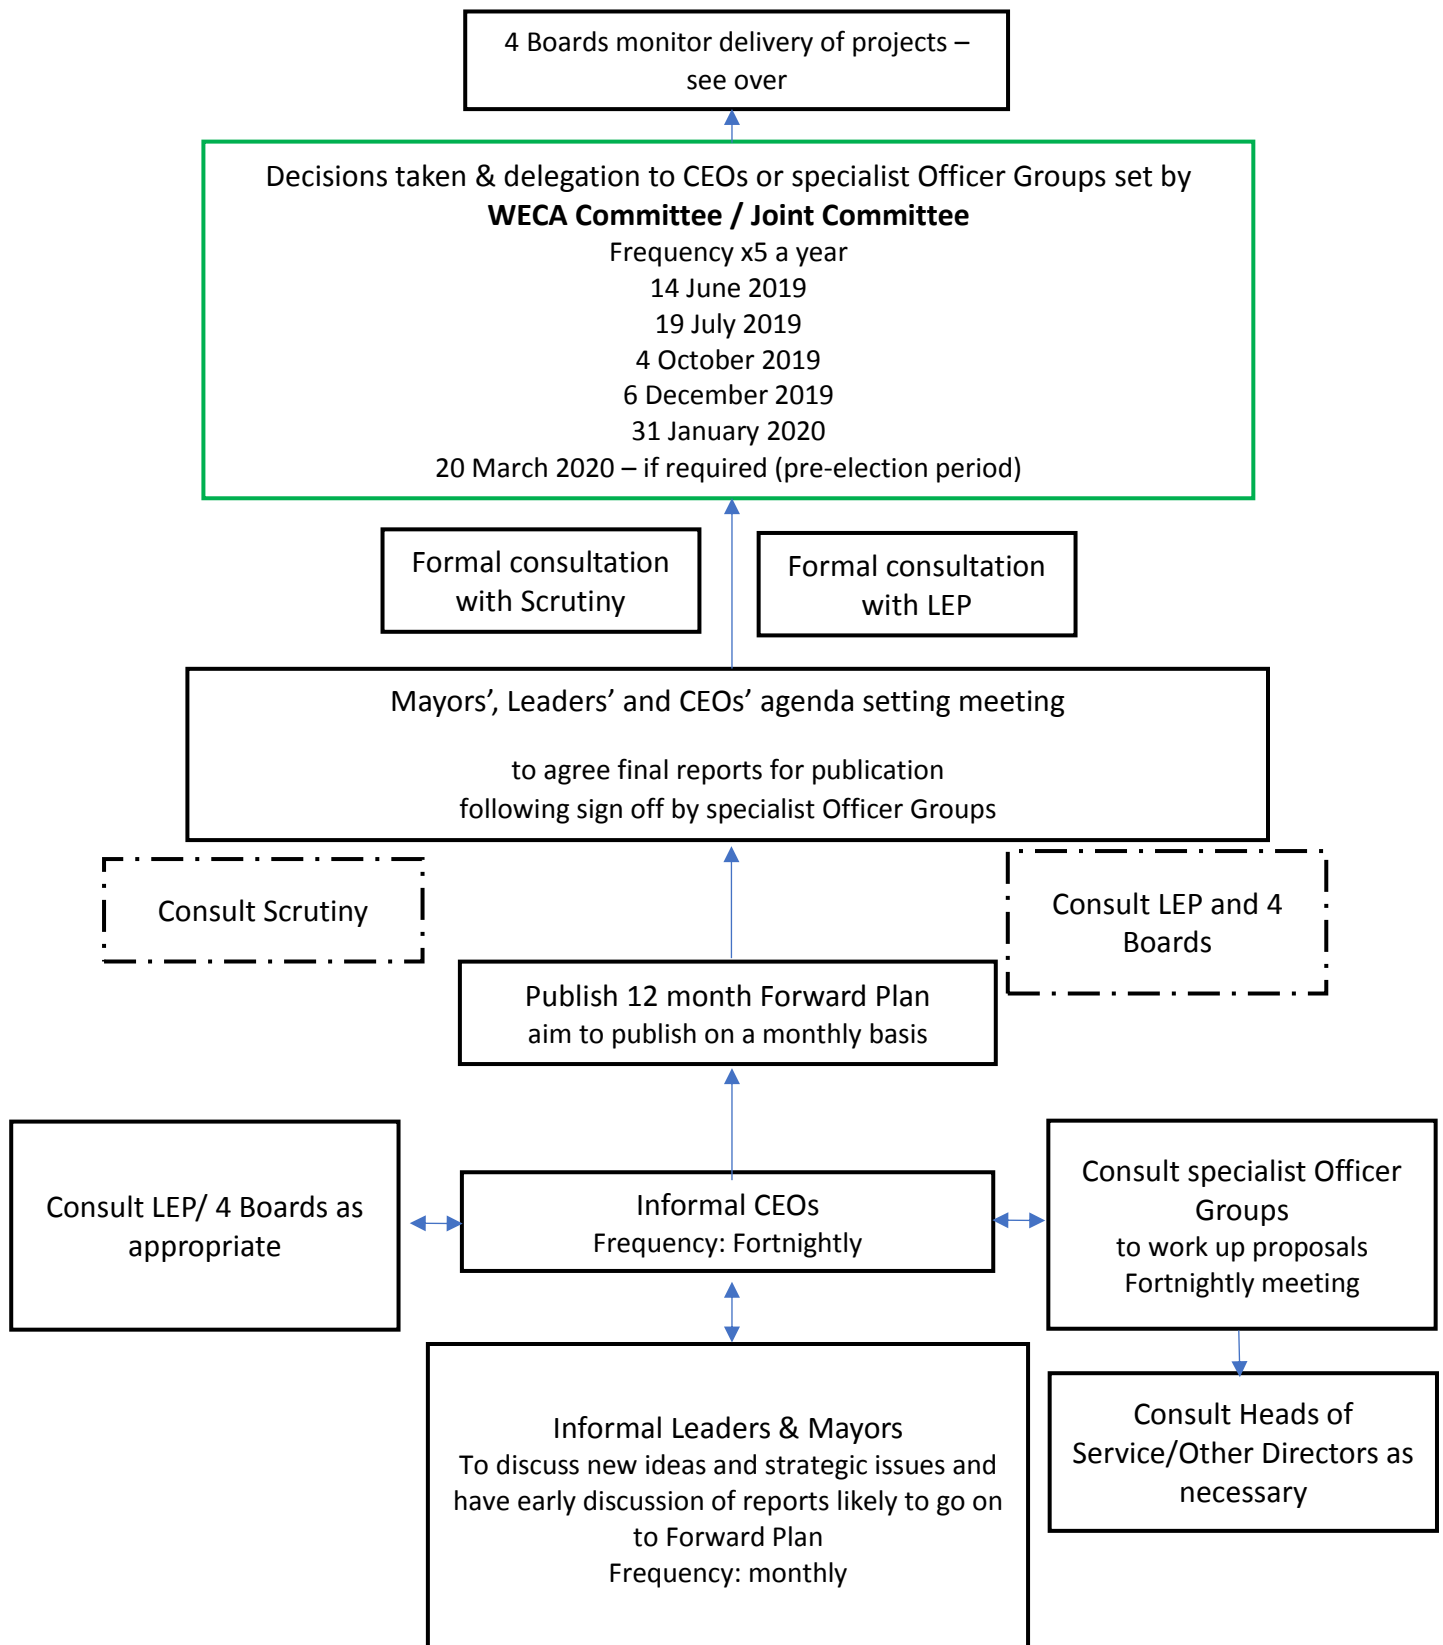 4 Boards monitor delivery of projects –
see over
Decisions taken & delegation to CEOs or specialist Officer Groups set by
WECA Committee / Joint Committee
Frequency x5 a year
14 June 2019
19 July 2019
4 October 2019
6 December 2019
31 January 2020
20 March 2020 – if required (pre-election period)
Formal consultation
with Scrutiny
Formal consultation
with LEP
Mayors’, Leaders’ and CEOs’ agenda setting meeting
to agree final reports for publication
following sign off by specialist Officer Groups
Consult Scrutiny
Consult LEP and 4
Boards
Publish 12 month Forward Plan
aim to publish on a monthly basis
Consult LEP/ 4 Boards as
appropriate
Informal CEOs
Frequency: Fortnightly
Consult specialist Officer
Groups
to work up proposals
Fortnightly meeting
Informal Leaders & Mayors
To discuss new ideas and strategic issues and
have early discussion of reports likely to go on
to Forward Plan
Frequency: monthly
Consult Heads of
Service/Other Directors as
necessary